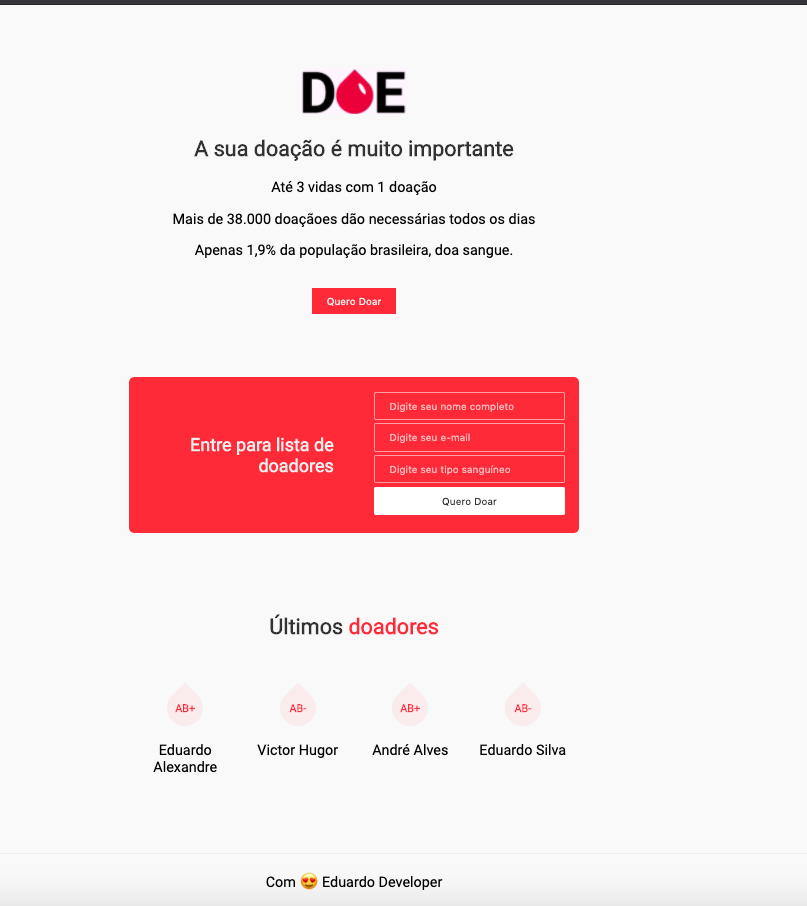 DOE
A sua doação é muito importante
Até 3 vidas com 1 doação
Mais de 38.000 doaçãoes dão necessárias todos os dias
Apenas 1,9% da população brasileira, doa sangue.
Quero Doar
Entre para lista de
doadores
Digite seu nome completo
Digite seu e-mail
Digite seu tipo sanguíneo
Quero Doar
Últimos doadores
AB+ AB- AB+ AB-
Eduardo Victor Hugor André Alves Eduardo Silva
Alexandre
Com 😍 Eduardo Developer